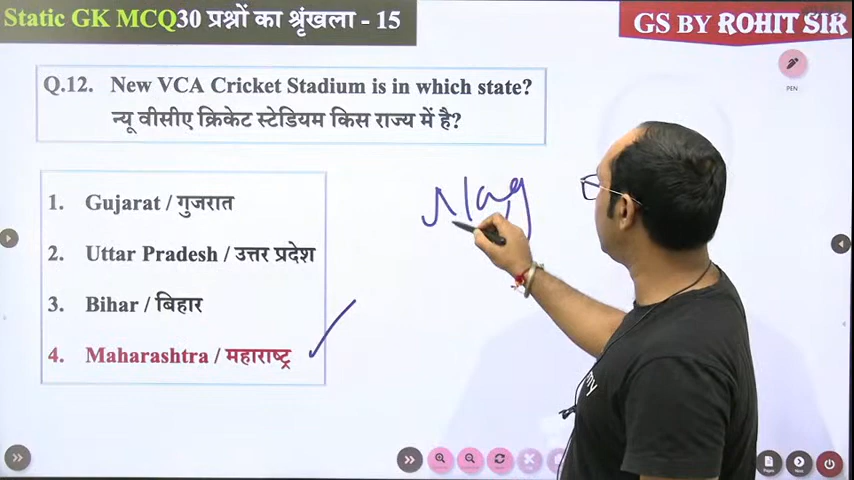 Static GK MCQ30 प्रश्नों का श्रृंखला - 15
GS BY ROHIT SIR
Q.12. New VCA Cricket Stadium is in which state?
न्यू वीसीए क्रिकेट स्टेडियम किस राज्य में है?
PEN
1. Gujarat / गुजरात
2. Uttar Pradesh / उत्तर प्रदेश
3. Bihar / बिहार
4. Maharashtra / महाराष्ट्र
Nag